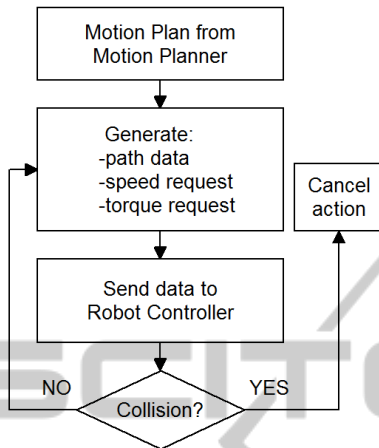 Motion Plan from
Motion Planner
Generate:
-path data
-speed request
-torque request
Cancel
action
Send data to
Robot Controller
NO
YES
Collision?